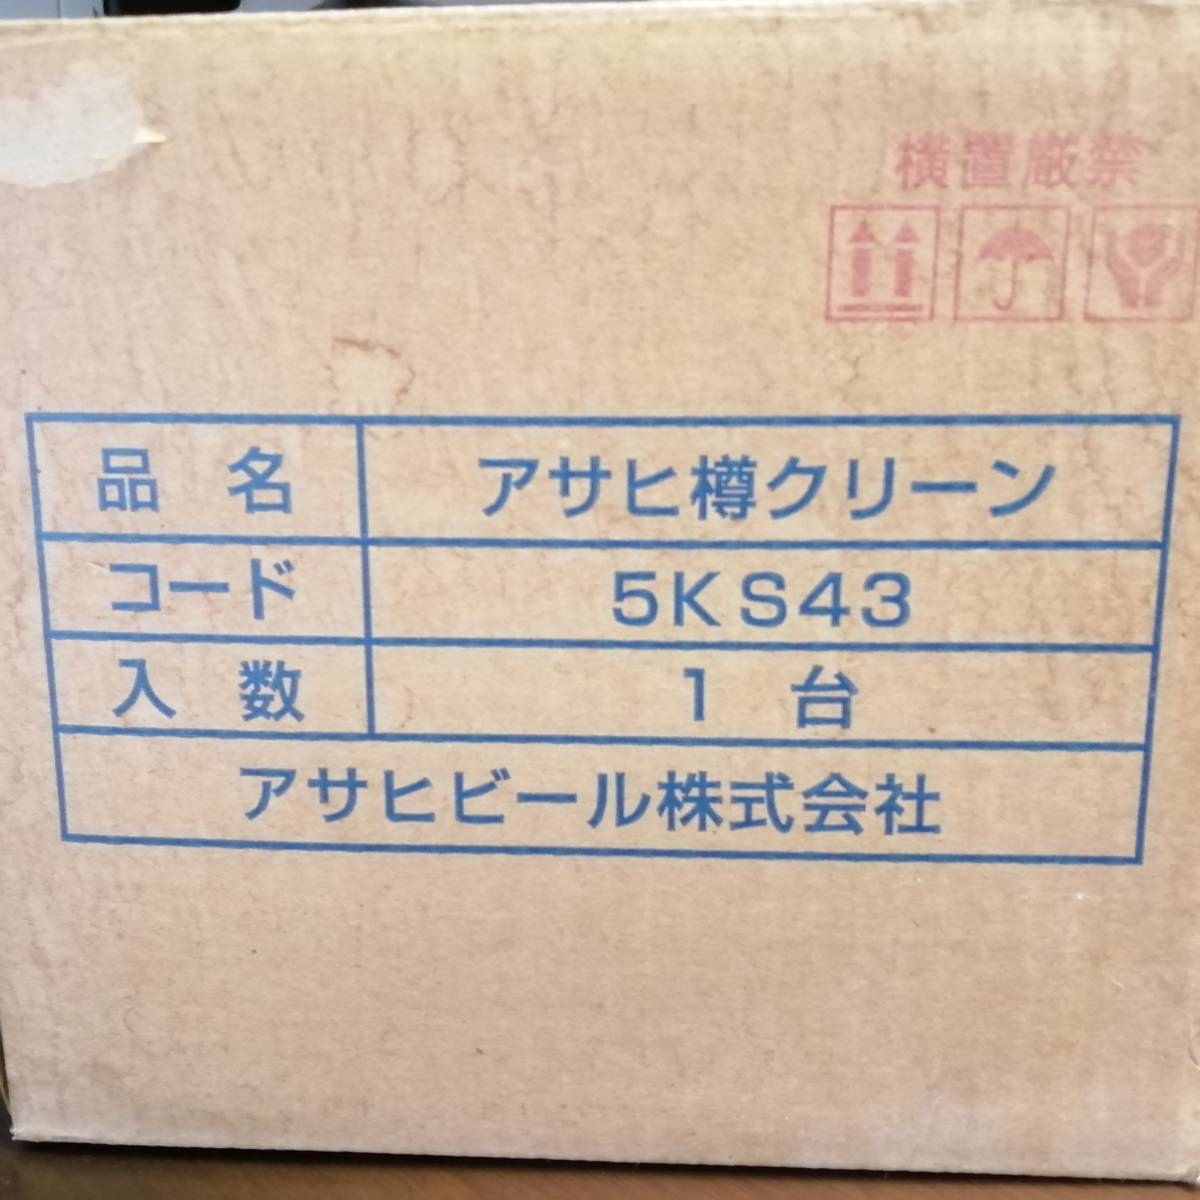 横置厳禁
品 名 アサヒ樽クリーン
コード 5KS43
入 数 1 台
アサヒビール株式会社